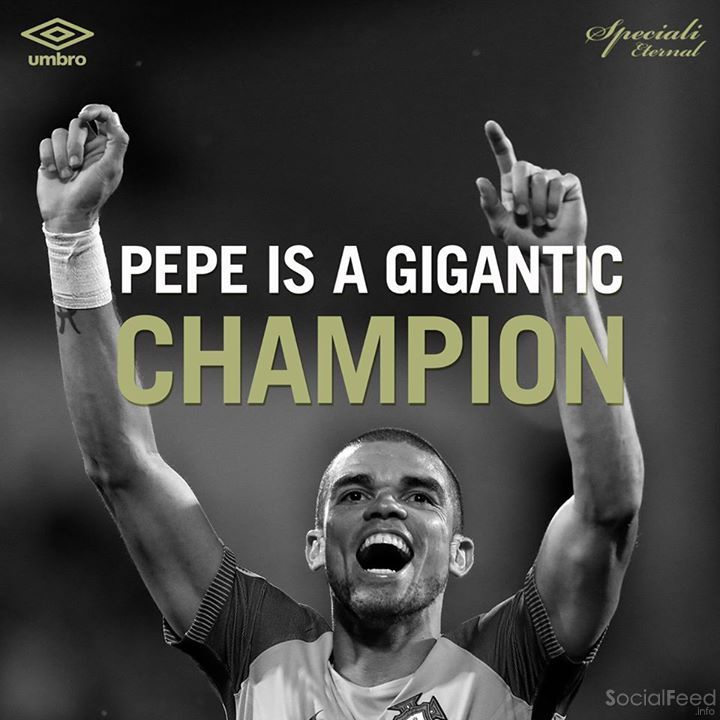 umbro
Speciali
Eternal
PEPE IS A GIGANTIC
CHAMPION
SocialFeed
.info